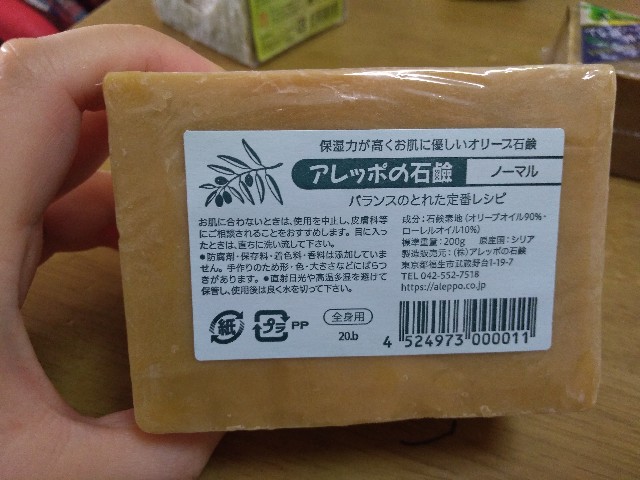 保湿力が高くお肌に優しいオリーブ石鹸
アレッポの石鹸
ノーマル
バランスのとれた定番レシピ
お肌に合わないときは、使用を中止し、皮膚科等
にご相談されることをおすすめします。目に入っ
たときは、直ちに洗い流して下さい。
●防腐剤・保存料・着色料・香料は添加していま
せん。手作りのため形・色・大きさなどにばらつ
きがあります。●直射日光や高温多湿を避けて
保管し、使用後は良く水を切って下さい。
成分：石鹸素地（オリーブオイル90%・
ローレルオイル10%）
標準重量：200g 原産国：シリア
製造販売元：（株）アレッポの石鹸
東京都福生市武蔵野台1-19-7
TEL 042-552-7518
https://aleppo.co.jp
紙
プラ
PP
全身用
20.b
4 524973 000011